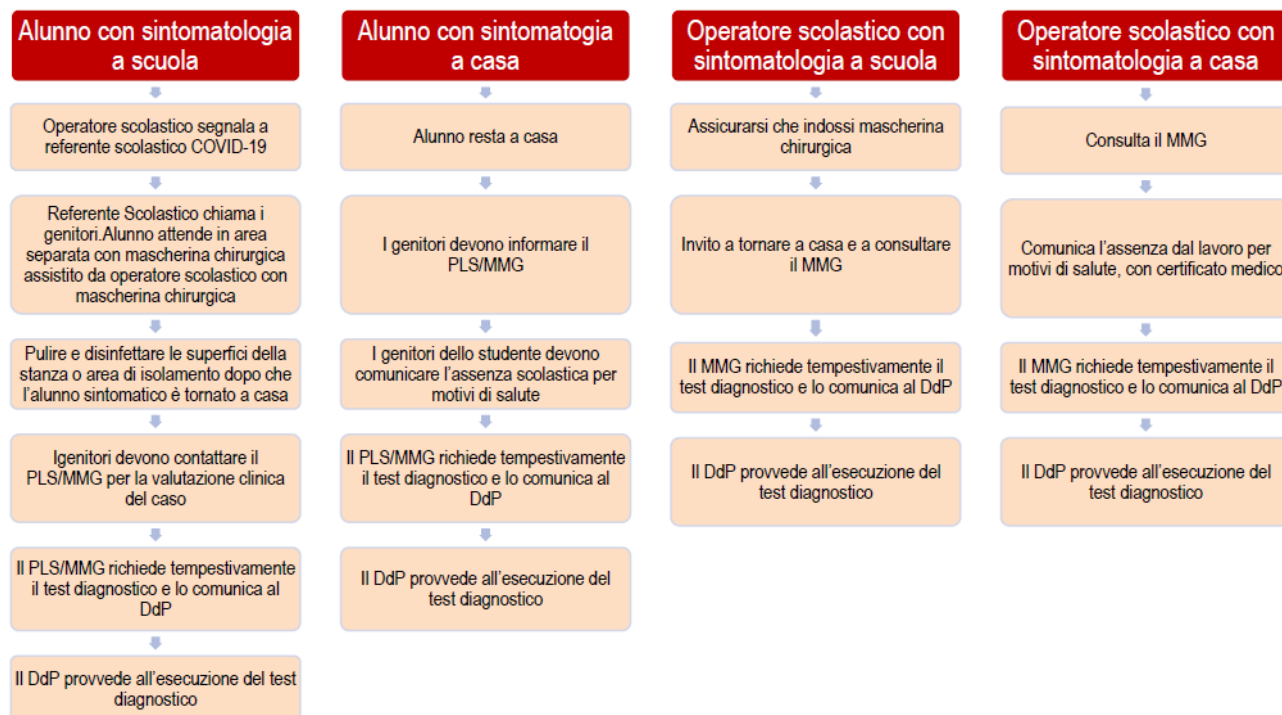 Alunno con sintomatologia
a scuola
Operatore scolastico segnala a
referente scolastico COVID-19
Referente Scolastico chiama i
genitori.Alunno attende in area
separata con mascherina chirurgica
assistito da operatore scolastico con
mascherina chirurgica
Pulire e disinfettare le superfici della
stanza o area di isolamento dopo che
l'alunno sintomatico è tornato a casa
Igenitori devono contattare il
PLS/MMG per la valutazione clinica
del caso
Il PLS/MMG richiede tempestivamente
il test diagnostico e lo comunica al
DdP
Il DdP provvede all'esecuzione del test
diagnostico
Alunno con sintomatogia
a casa
Alunno resta a casa
I genitori devono informare il
PLS/MMG
I genitori dello studente devono
comunicare l'assenza scolastica per
motivi di salute
Il PLS/MMG richiede tempestivamente
il test diagnostico e lo comunica al
DdP
Il DdP provvede all'esecuzione del
test diagnostico
Operatore scolastico con
sintomatologia a scuola
Assicurarsi che indossi mascherina
chirurgica
Invito a tornare a casa e a consultare
il MMG
Il MMG richiede tempestivamente il
test diagnostico e lo comunica al DdP
Il DdP provvede all'esecuzione del
test diagnostico
Operatore scolastico con
sintomatologia a casa
Consulta il MMG
Comunica l'assenza dal lavoro per
motivi di salute, con certificato medico
Il MMG richiede tempestivamente il
test diagnostico e lo comunica al DdP
Il DdP provvede all'esecuzione del
test diagnostico